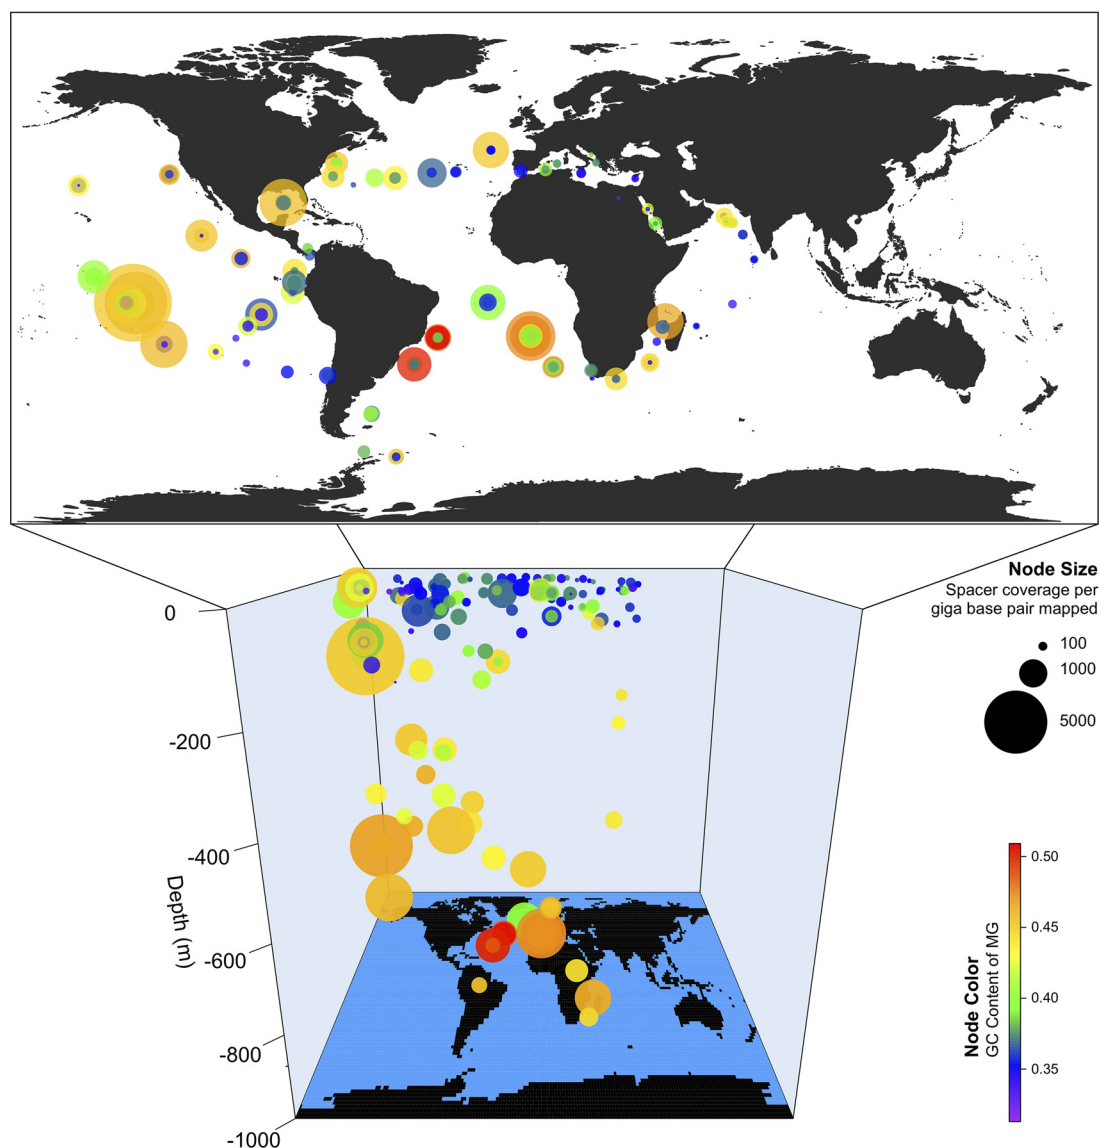 Node Size
Spacer coverage per
giga base pair mapped
100
1000
5000
0
-200
-400
-600
-800
-1000
Depth (m)
Node Color
GC Content of MG
0.50
0.45
0.40
0.35